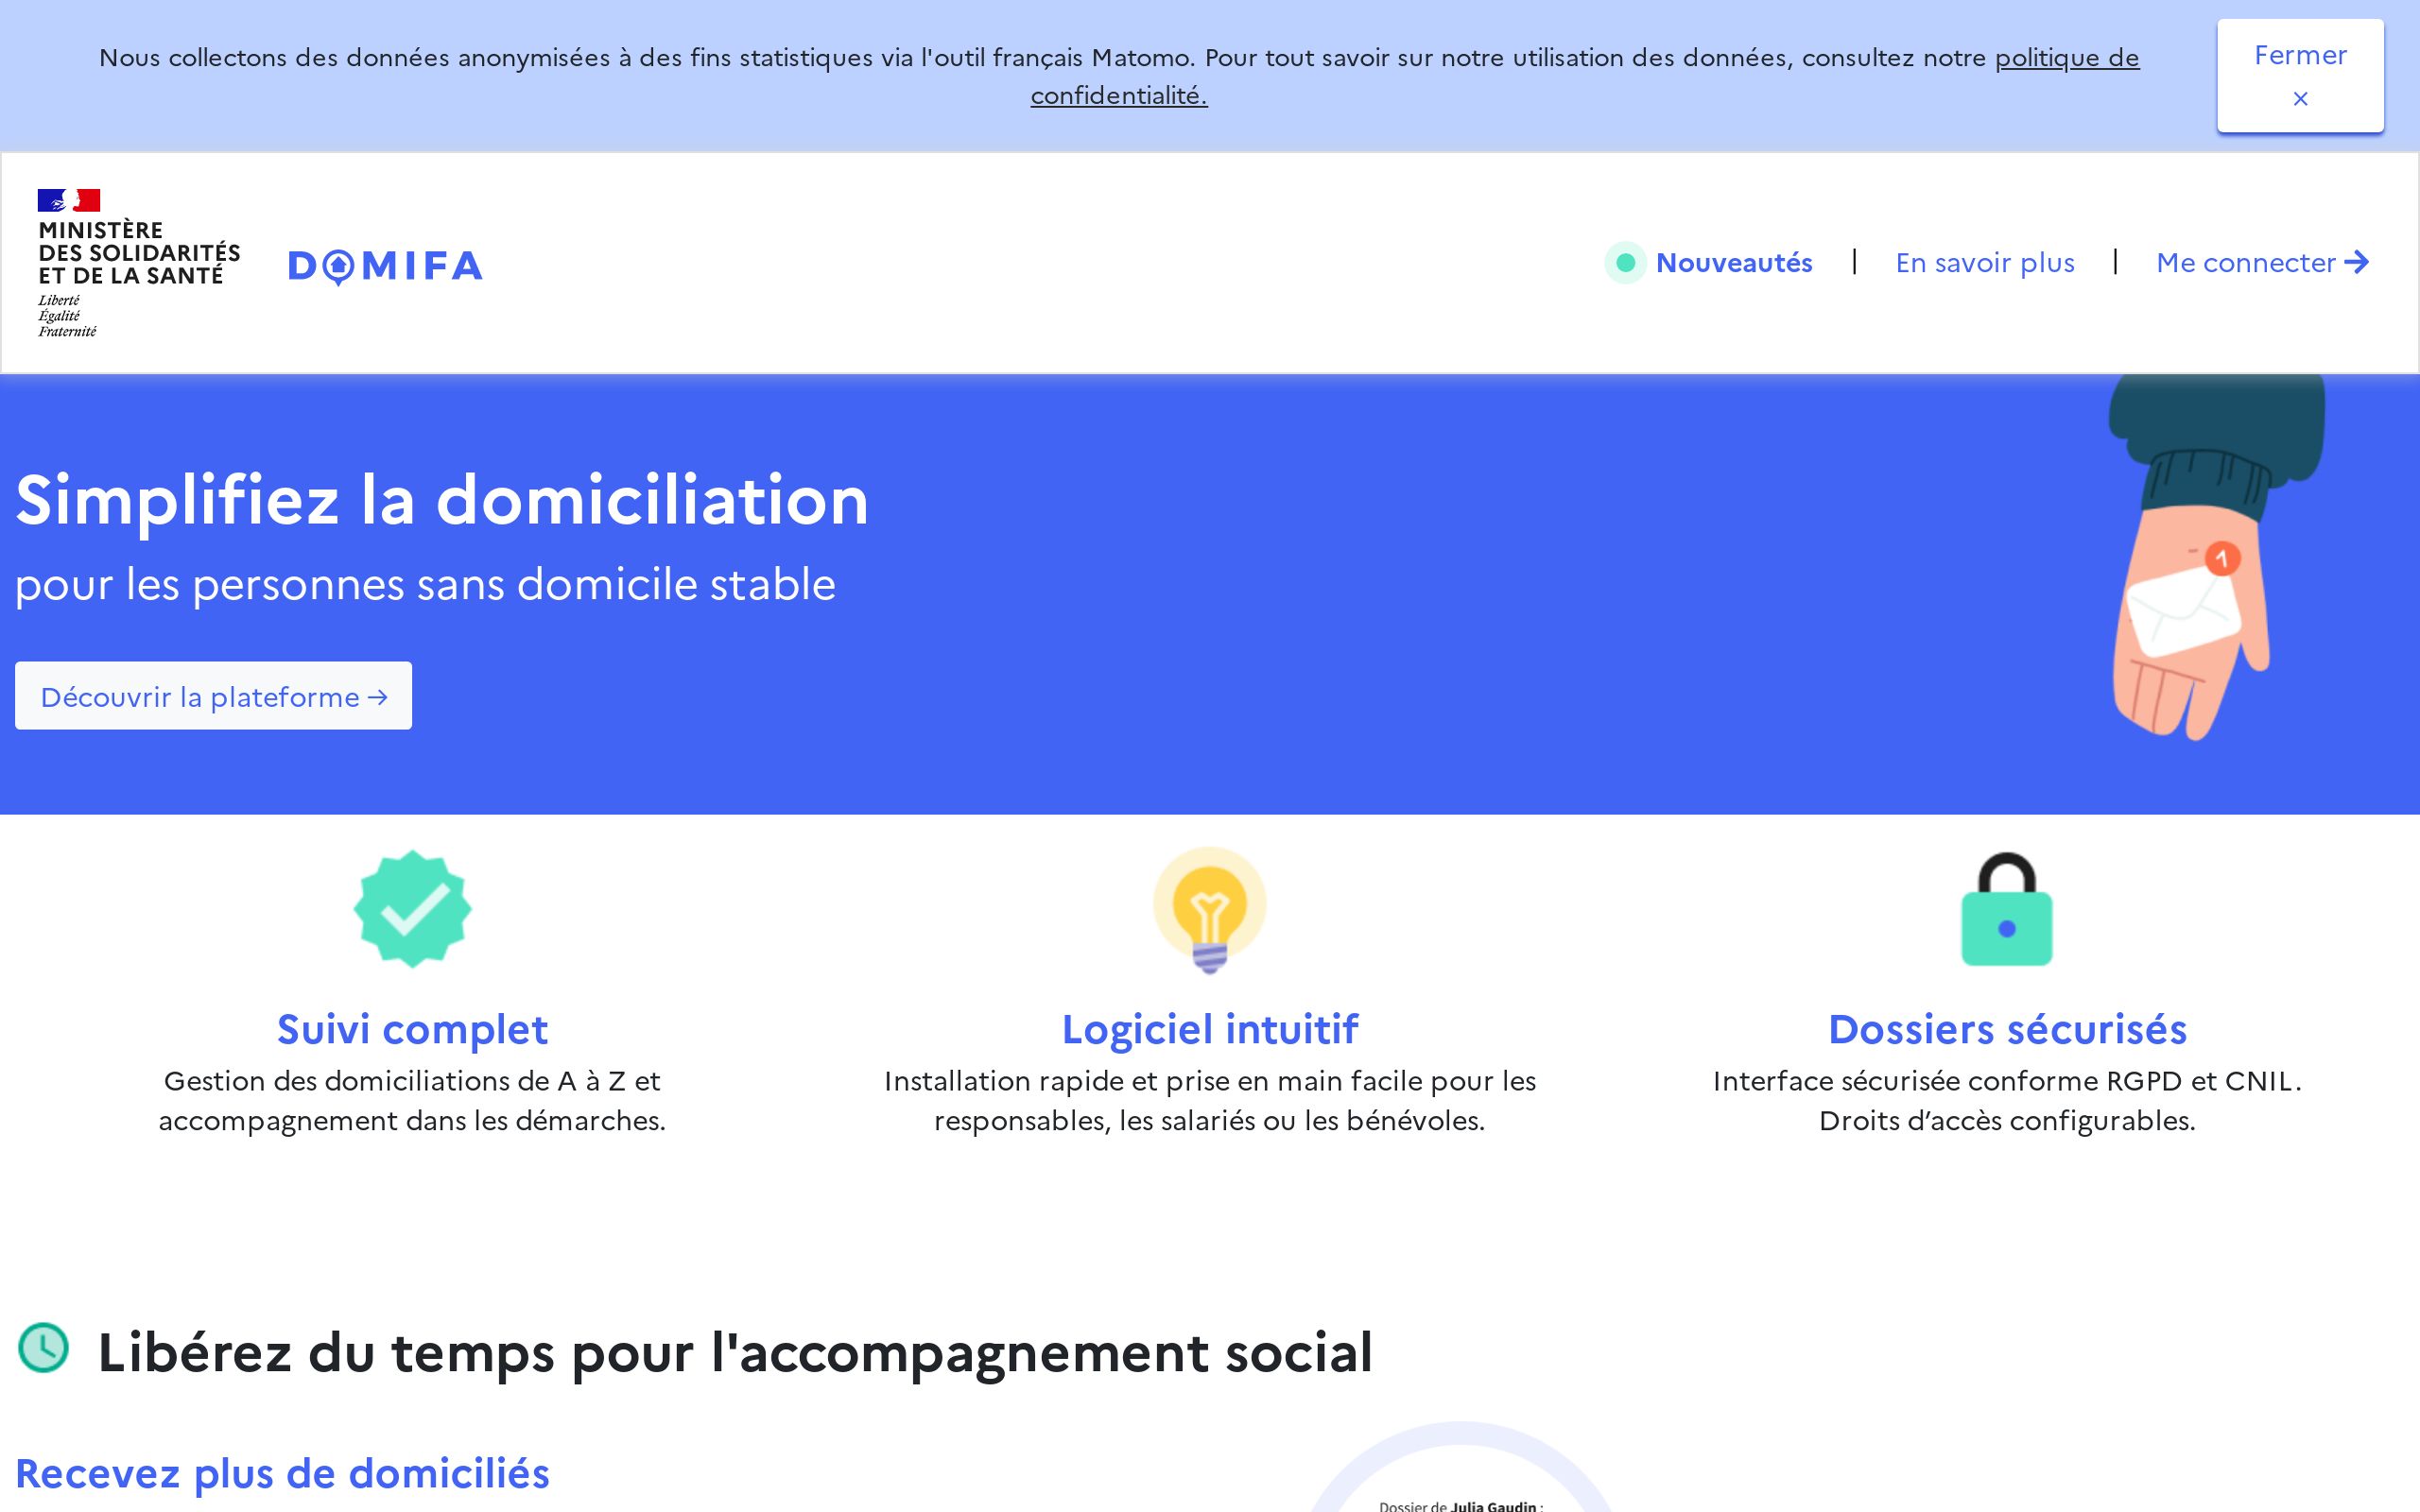 Nous collectons des données anonymisées à des fins statistiques via l'outil français Matomo. Pour tout savoir sur notre utilisation des données, consultez notre politique de
confidentialité.
Fermer
×
MINISTÈRE
DES SOLIDARITÉS
ET DE LA SANTÉ
Liberté
Égalité
Fraternité
DOMIFA
Nouveautés
En savoir plus
Me connecter →
Simplifiez la domiciliation
pour les personnes sans domicile stable
Découvrir la plateforme →
1
Suivi complet
Gestion des domiciliations de A à Z et
accompagnement dans les démarches.
Logiciel intuitif
Installation rapide et prise en main facile pour les
responsables, les salariés ou les bénévoles.
Dossiers sécurisés
Interface sécurisée conforme RGPD et CNIL.
Droits d’accès configurables.
Libérez du temps pour l'accompagnement social
Recevez plus de domiciliés
Dossier de Julia Gaudin :